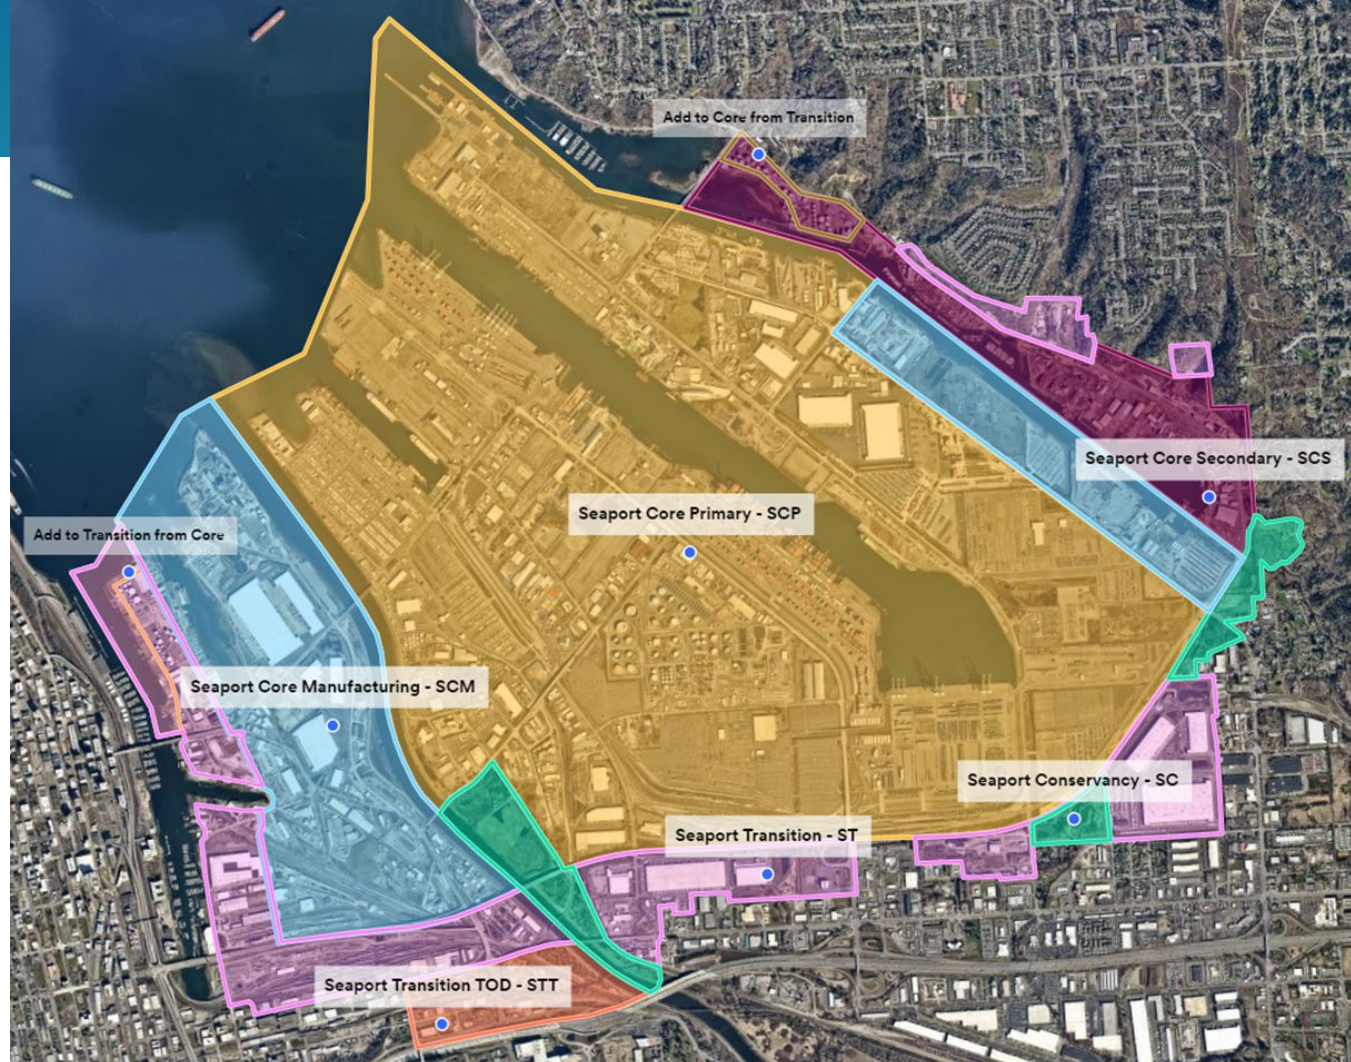 Add to Core from Transition
Seaport Core Secondary - SCS
Seaport Core Primary - SCP
Add to Transition from Core
Seaport Core Manufacturing - SCM
Seaport Conservancy - SC
Seaport Transition - ST
Seaport Transition TOD - STT